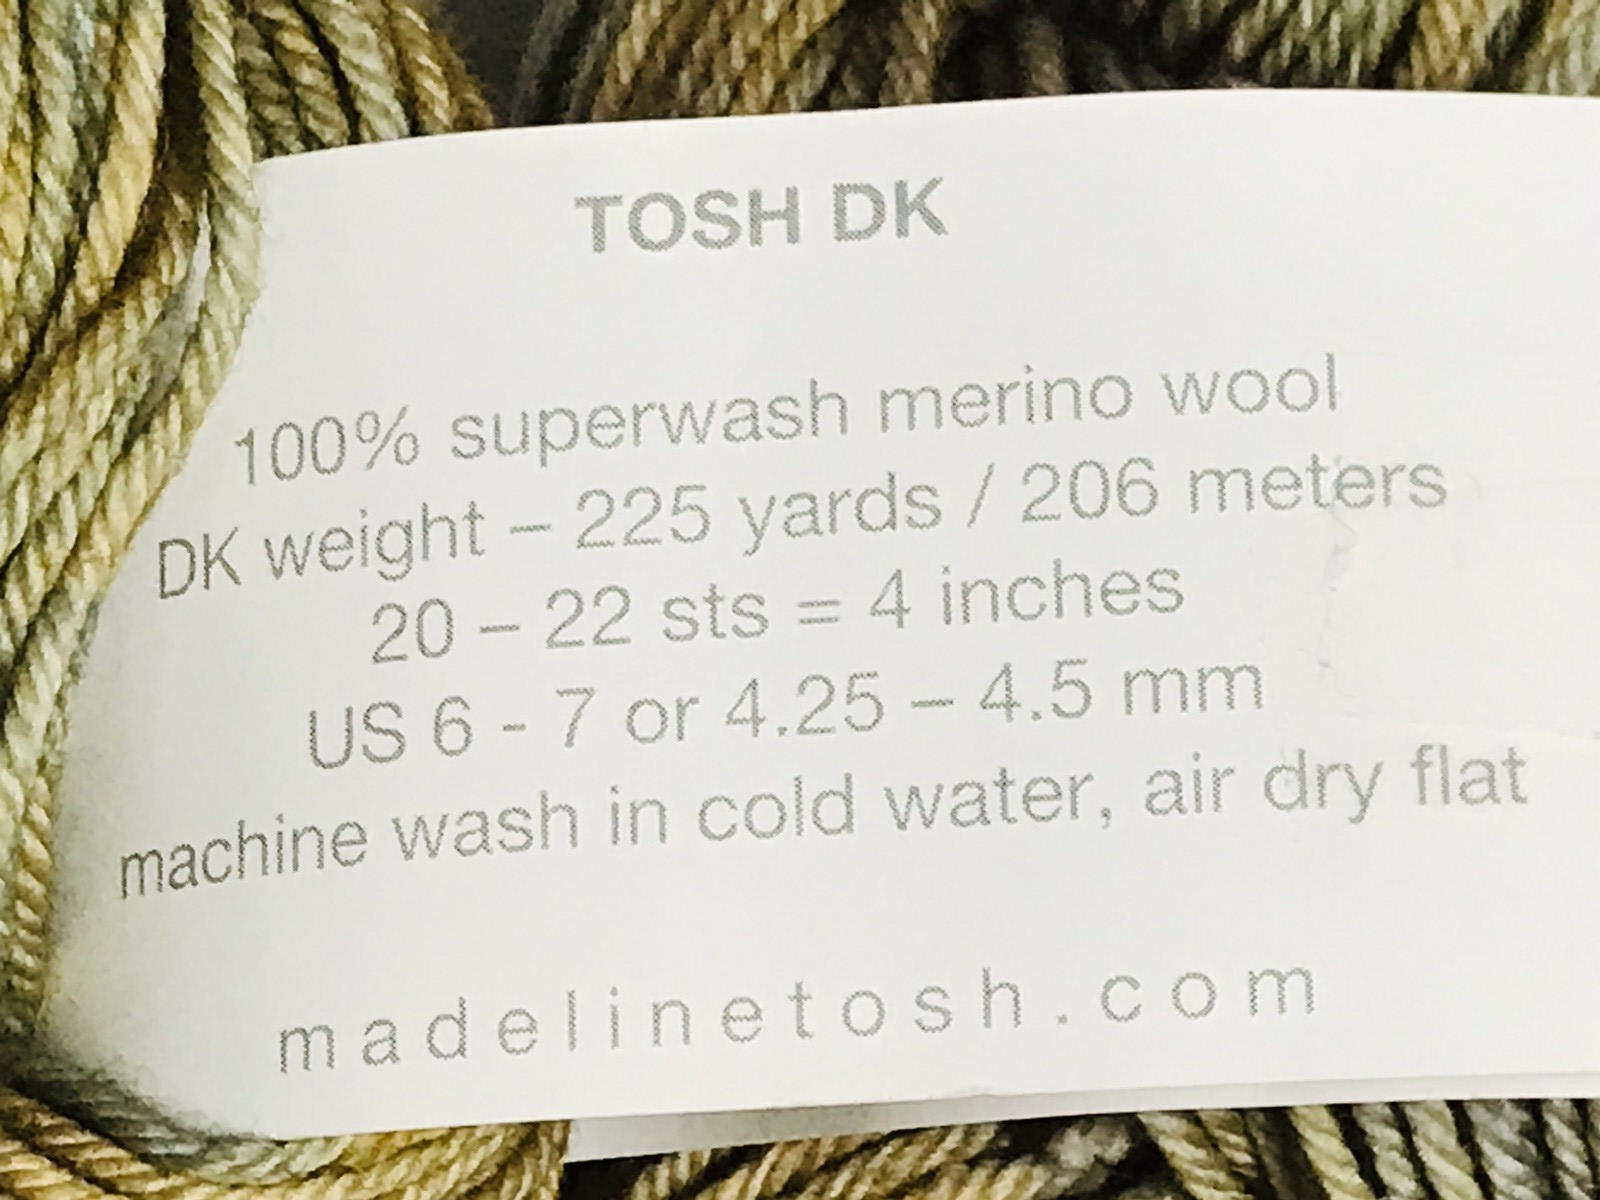 TOSH DK
100% superwash merino wool
DK weight – 225 yards / 206 meters
20 – 22 sts = 4 inches
US 6 - 7 or 4.25 – 4.5 mm
machine wash in cold water, air dry flat
madelinetosh.com